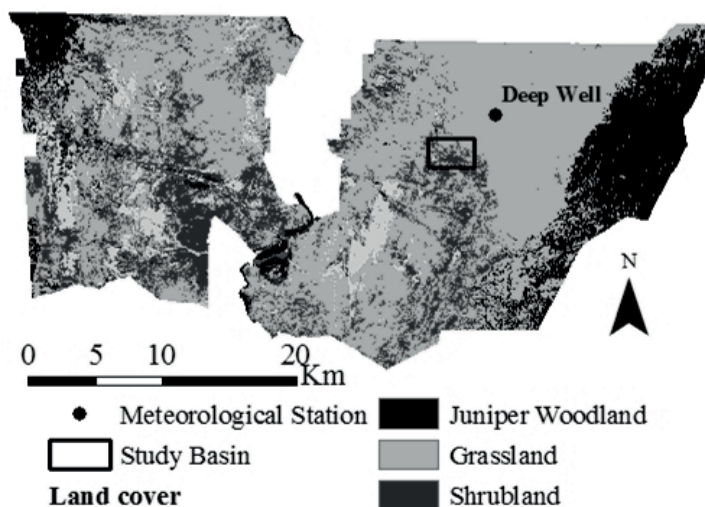 Deep Well
N
0 5 10 20
Km
Meteorological Station
Study Basin
Land cover
Juniper Woodland
Grassland
Shrubland